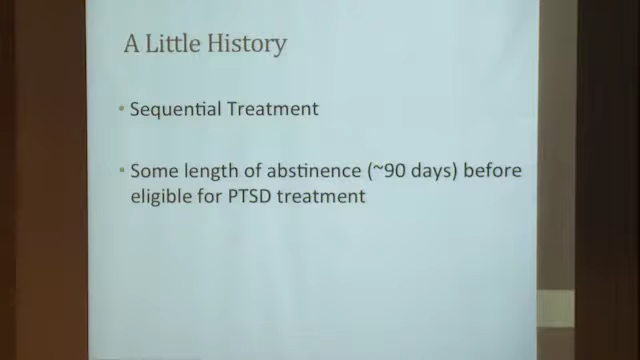 A Little History
• Sequential Treatment
• Some length of abstinence (~90 days) before
eligible for PTSD treatment